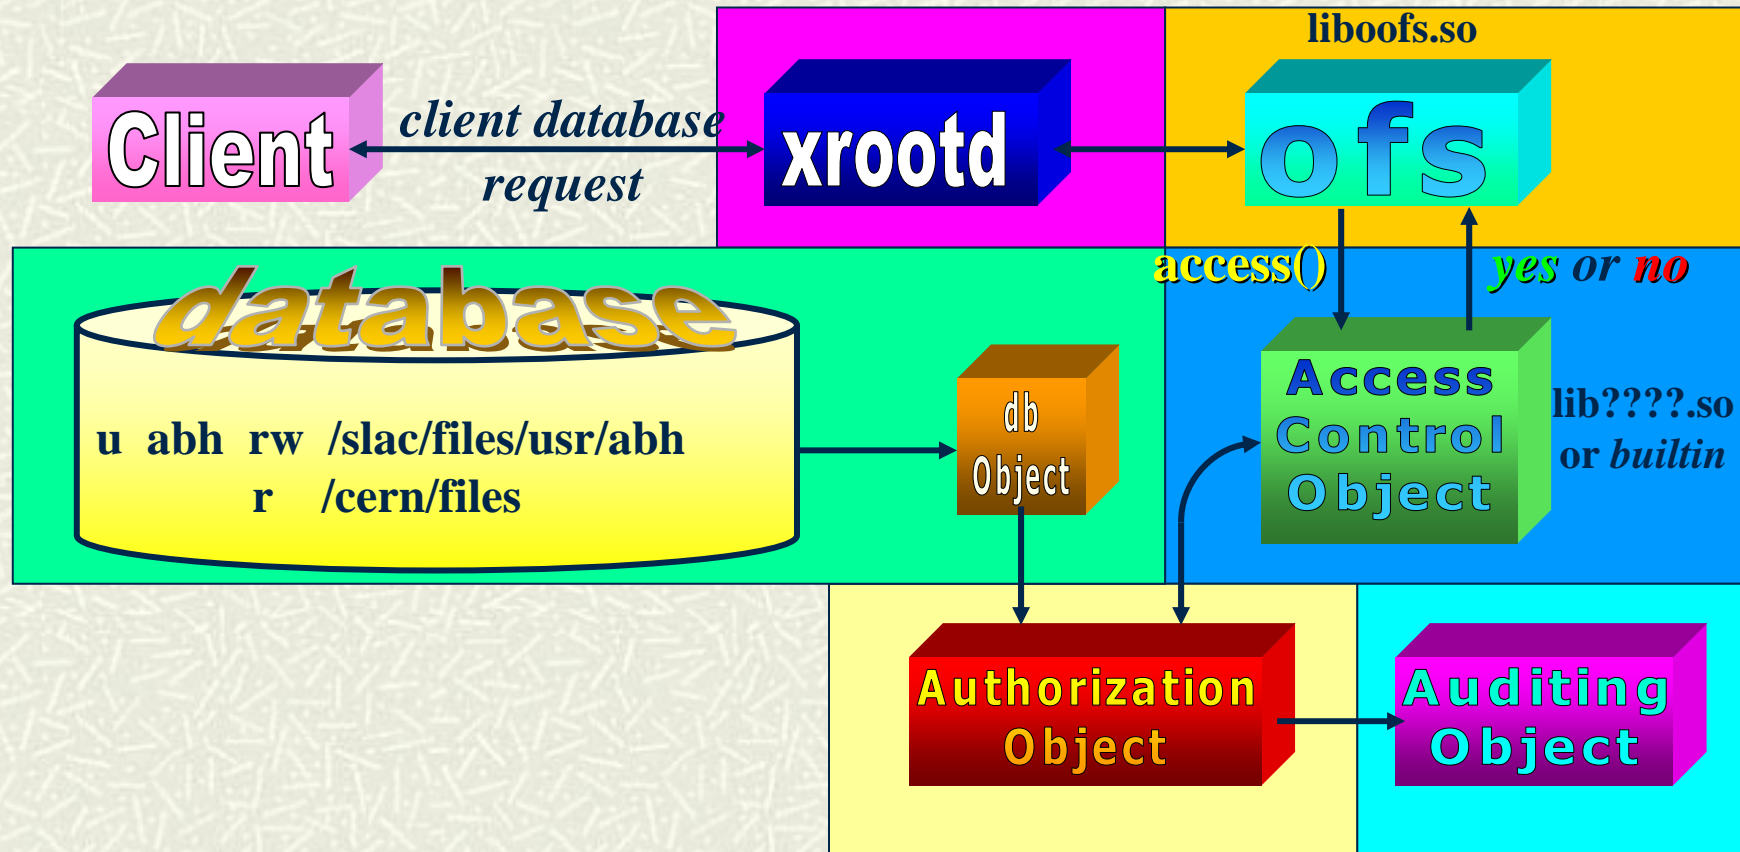 liboofs.so
Client
client database
request
xrootd
ofs
access()
yes or no
database
u abh rw /slac/files/usr/abh
r /cern/files
db
Object
Access
Control
Object
lib????.so
or builtin
Authorization
Object
Auditing
Object